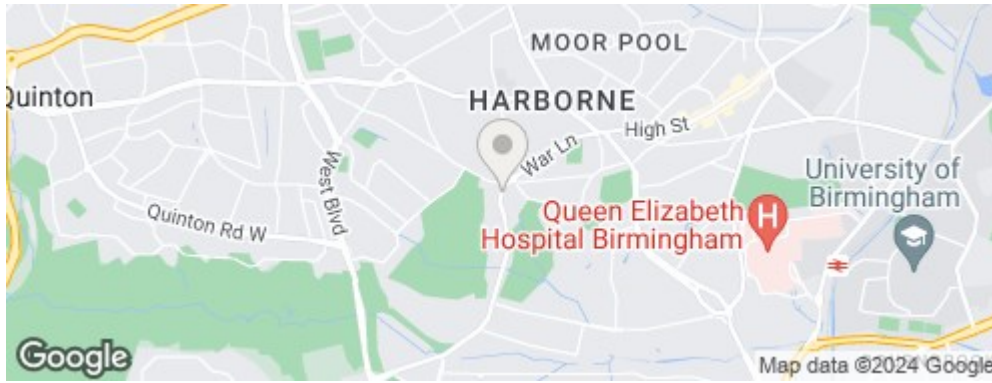 MOOR POOL
Quinton
HARBORNE
High St
War Ln
West Blvd
University of
Birmingham
Quinton Rd W
Queen Elizabeth
Hospital Birmingham
H
Google
Map data ©2024 Google